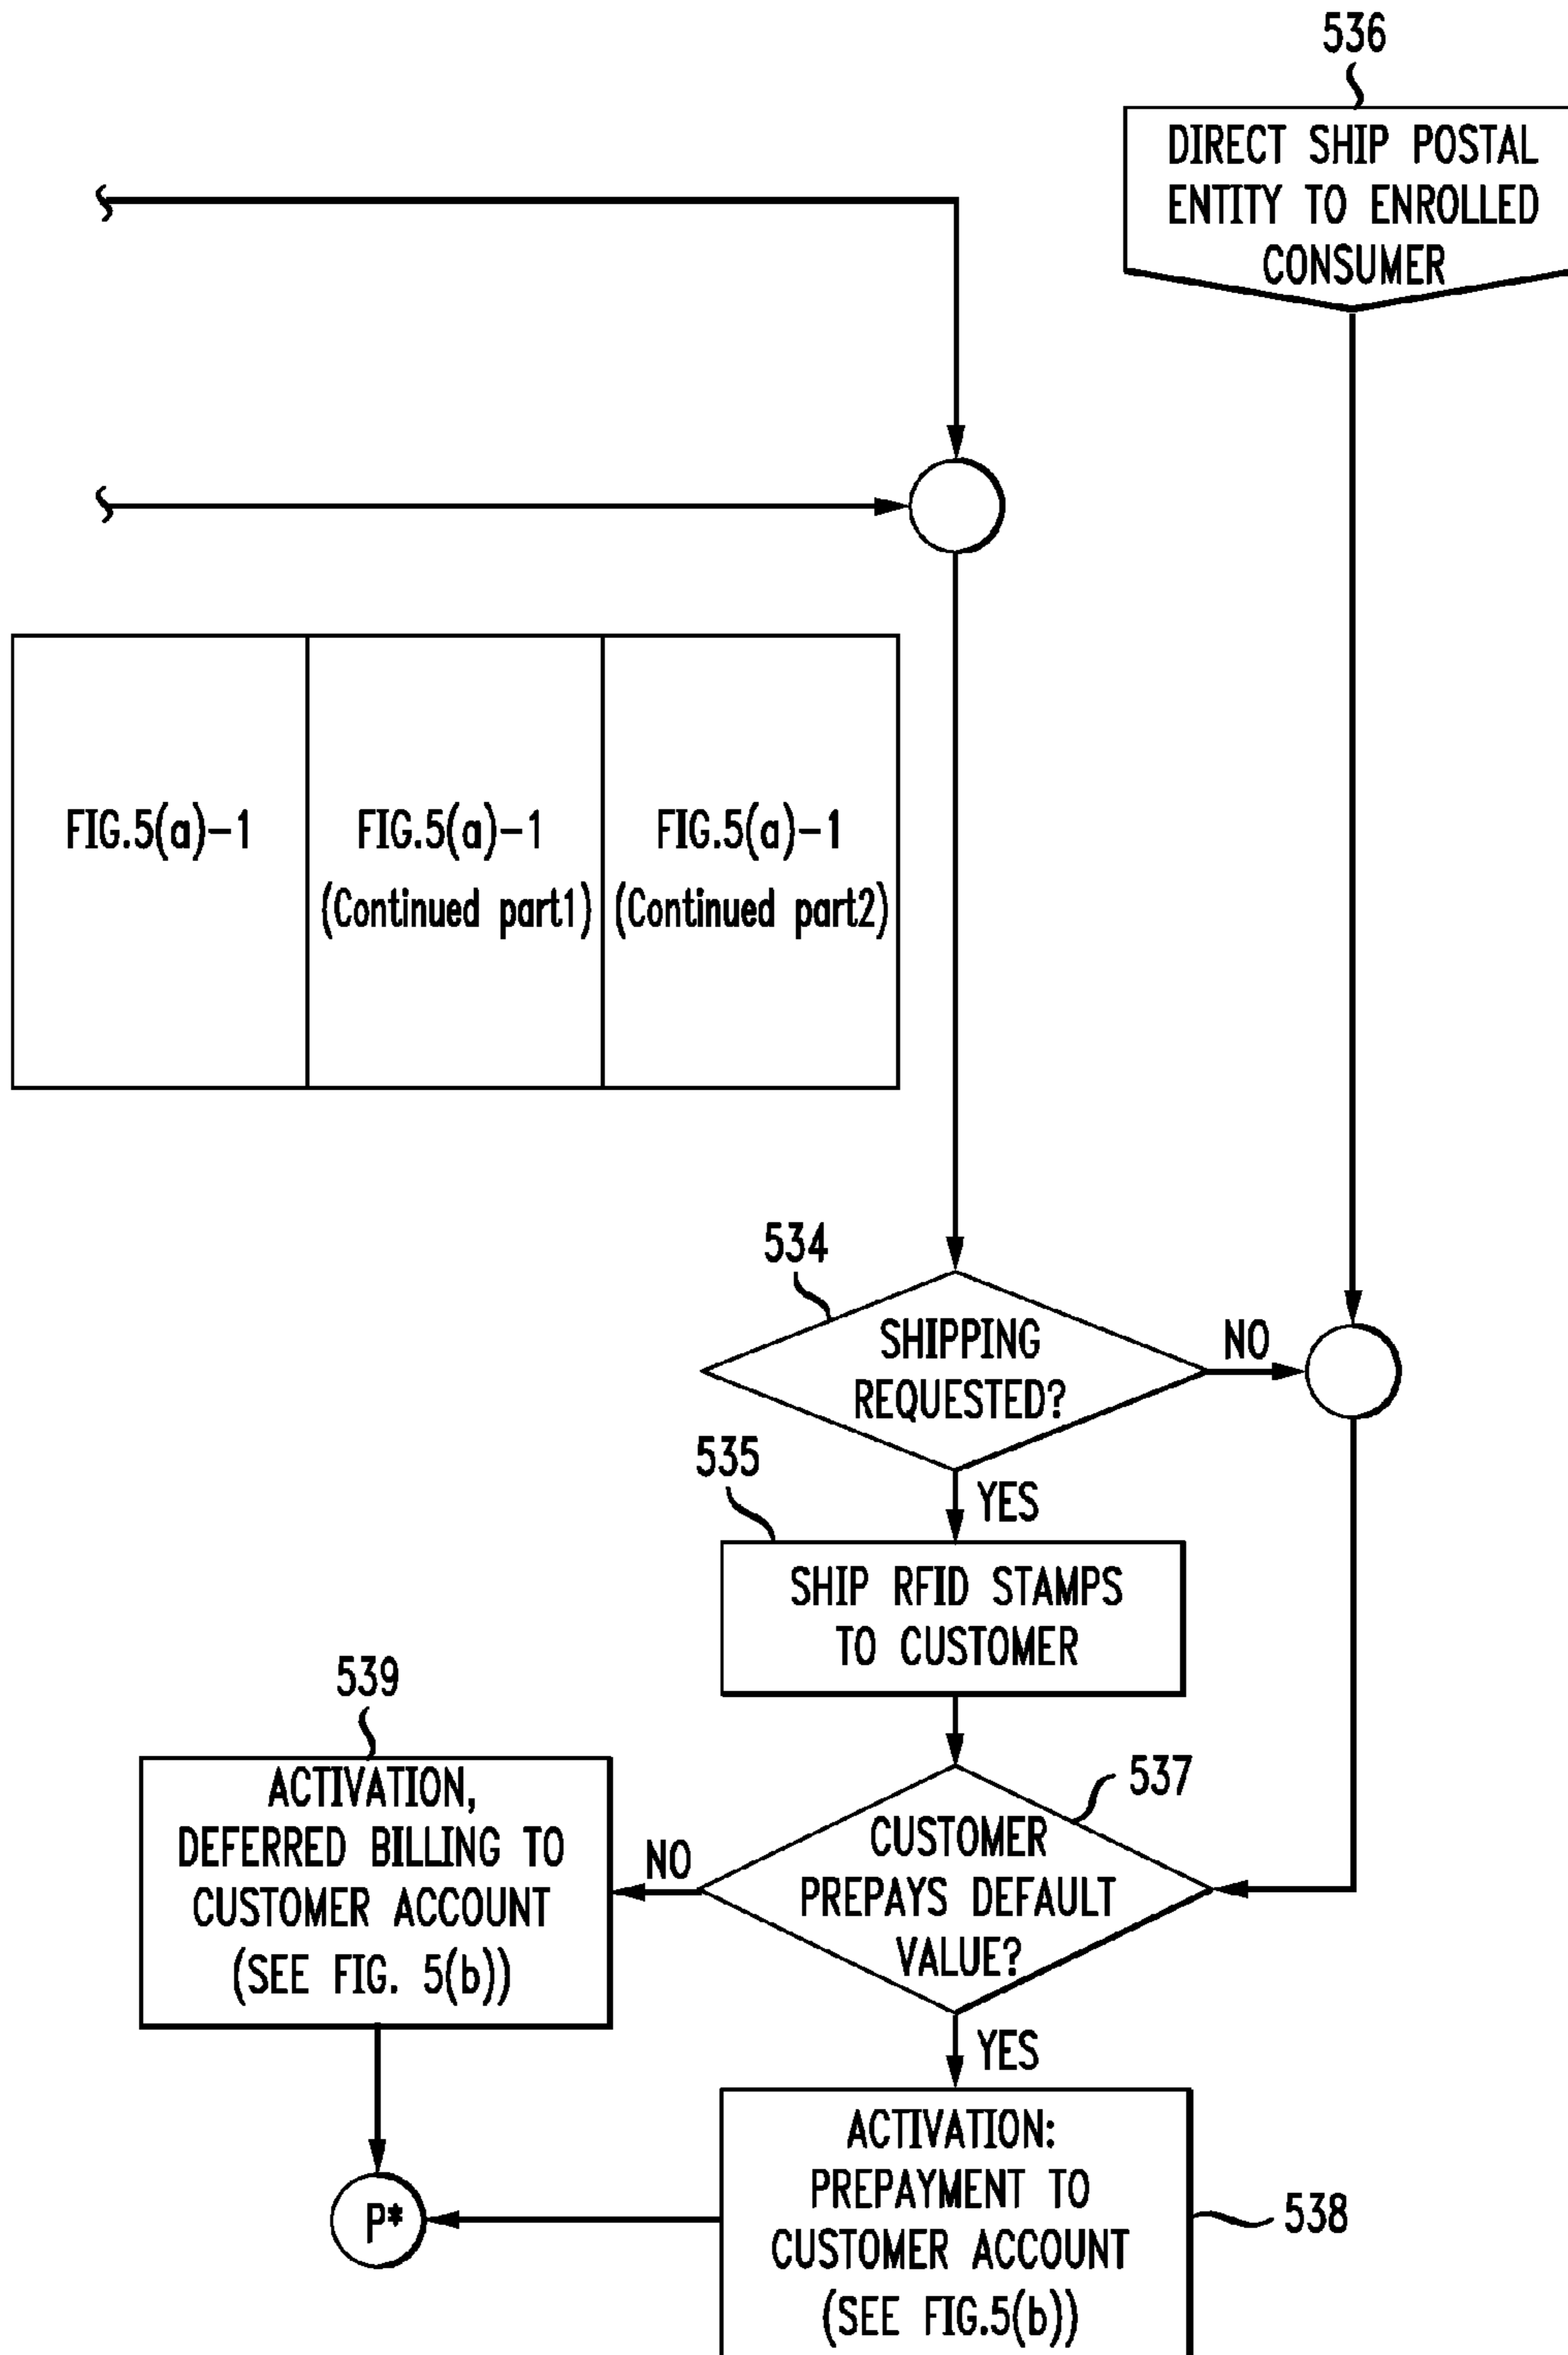 536
DIRECT SHIP POSTAL
ENTITY TO ENROLLED
CONSUMER
FIG.5(a)-1
FIG.5(a)-1
(Continued part1)
FIG.5(a)-1
(Continued part2)
534
SHIPPING
REQUESTED?
NO
YES
535
SHIP RFID STAMPS
TO CUSTOMER
539
ACTIVATION,
DEFERRED BILLING TO
CUSTOMER ACCOUNT
(SEE FIG. 5(b))
NO
537
CUSTOMER
PREPAYS DEFAULT
VALUE?
YES
ACTIVATION:
PREPAYMENT TO
CUSTOMER ACCOUNT
(SEE FIG.5(b))
538
P*